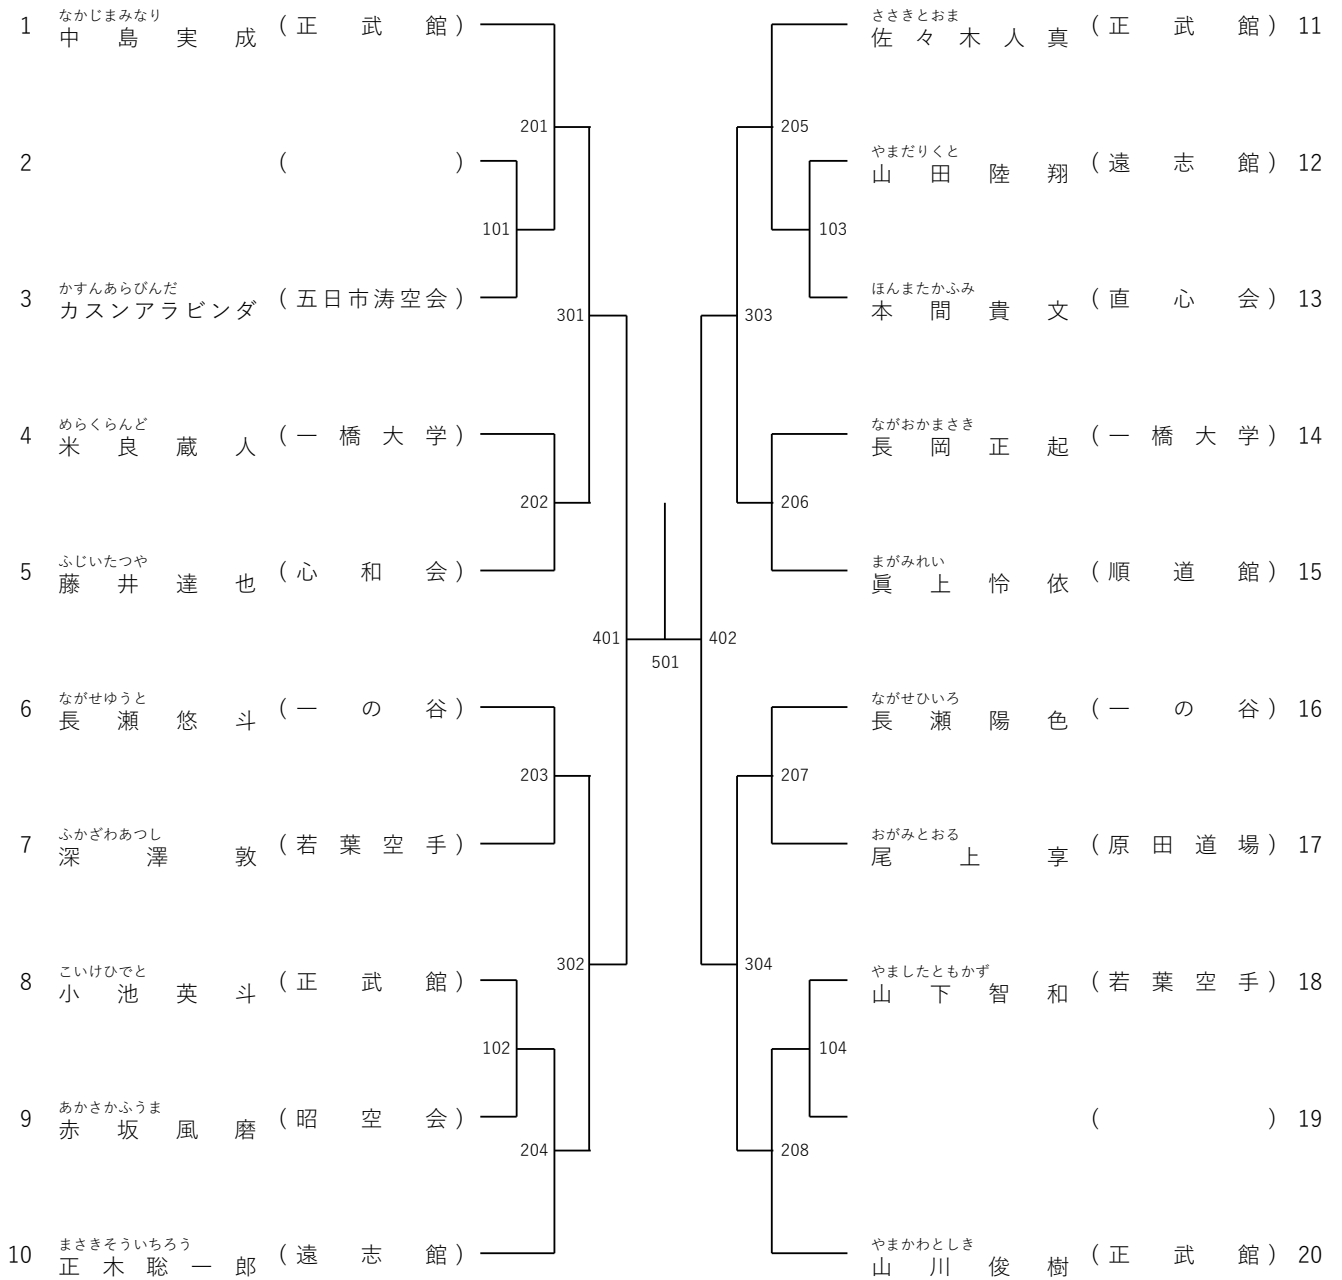 なかじまみなり
1 中島実成 (正武館)
201
2 ( )
101
かすんあらびんだ
3 カスンアラビンダ (五日市涛空会)
301
めらくらんど
4 米良蔵人 (一橋大学)
202
ふじいたつや
5 藤井達也 (心和会)
401
501
ながせゆうと
6 長瀬悠斗 (一の谷)
203
ふかざわあつし
7 深澤敦 (若葉空手)
302
こいけひでと
8 小池英斗 (正武館)
102
あかさかふうま
9 赤坂風磨 (昭空会)
204
まさきそういちろう
10 正木聡一郎 (遠志館)
ささきとおま
佐々木人真 (正武館) 11
205
やまだりくと
山田陸翔 (遠志館) 12
103
ほんまたかふみ
本間貴文 (直心会) 13
303
ながおかまさき
長岡正起 (一橋大学) 14
206
まがみれい
眞上怜依 (順道館) 15
402
ながせひいろ
長瀬陽色 (一の谷) 16
207
おがみとおる
尾上享 (原田道場) 17
304
やましたともかず
山下智和 (若葉空手) 18
104
( ) 19
208
やまかわとしき
山川俊樹 (正武館) 20